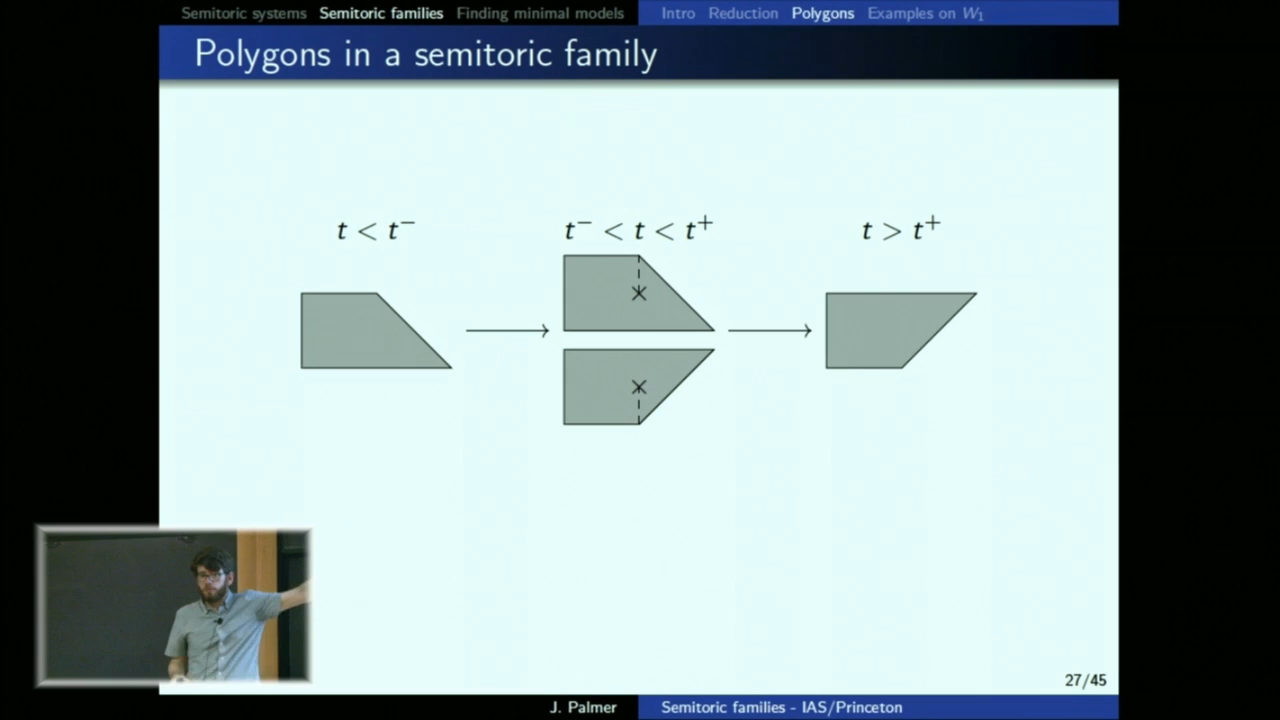 Semitoric systems Semitoric families Finding minimal models Intro Reduction Polygons Examples on W₁
Polygons in a semitoric family
t < t⁻ t⁻ < t < t⁺ t > t⁺
27/45
J. Palmer Semitoric families - IAS/Princeton